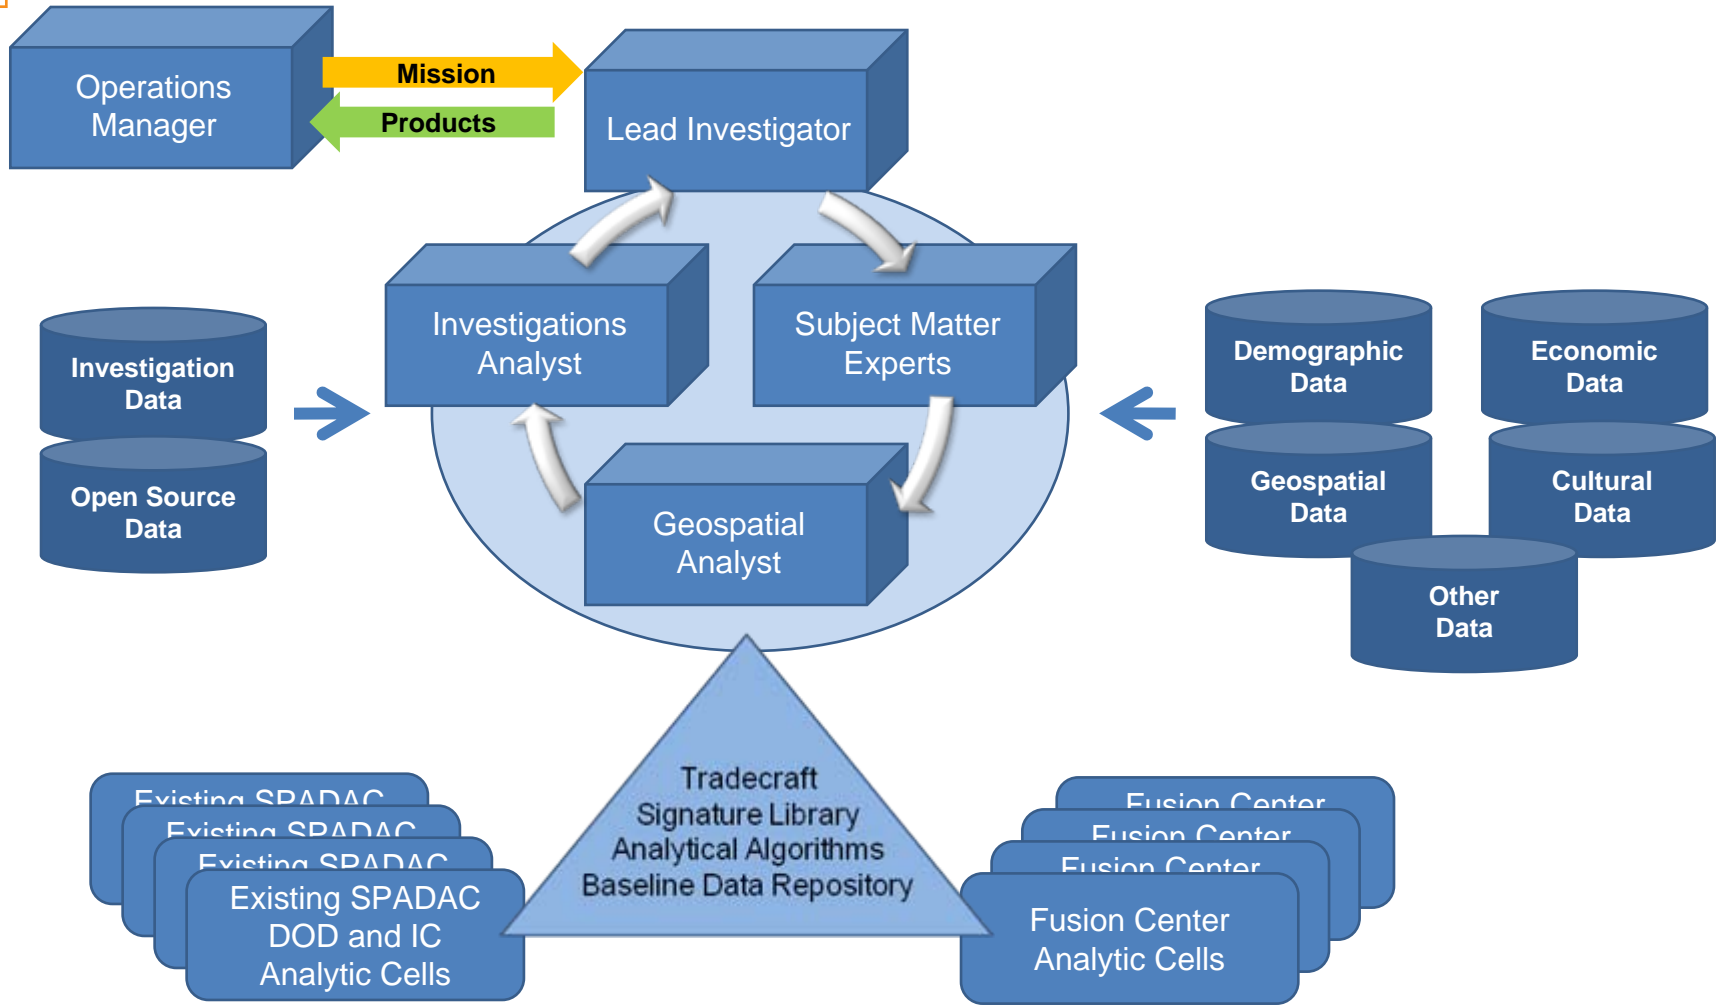 Operations
Manager
Mission
Products
Lead Investigator
Investigations
Analyst
Subject Matter
Experts
Geospatial
Analyst
Investigation
Data
Open Source
Data
Demographic
Data
Economic
Data
Geospatial
Data
Cultural
Data
Other
Data
Tradecraft
Signature Library
Analytical Algorithms
Baseline Data Repository
Existing SPADAC
Existing SPADAC
Existing SPADAC
Existing SPADAC
DOD and IC
Analytic Cells
Fusion Center
Fusion Center
Fusion Center
Fusion Center
Analytic Cells